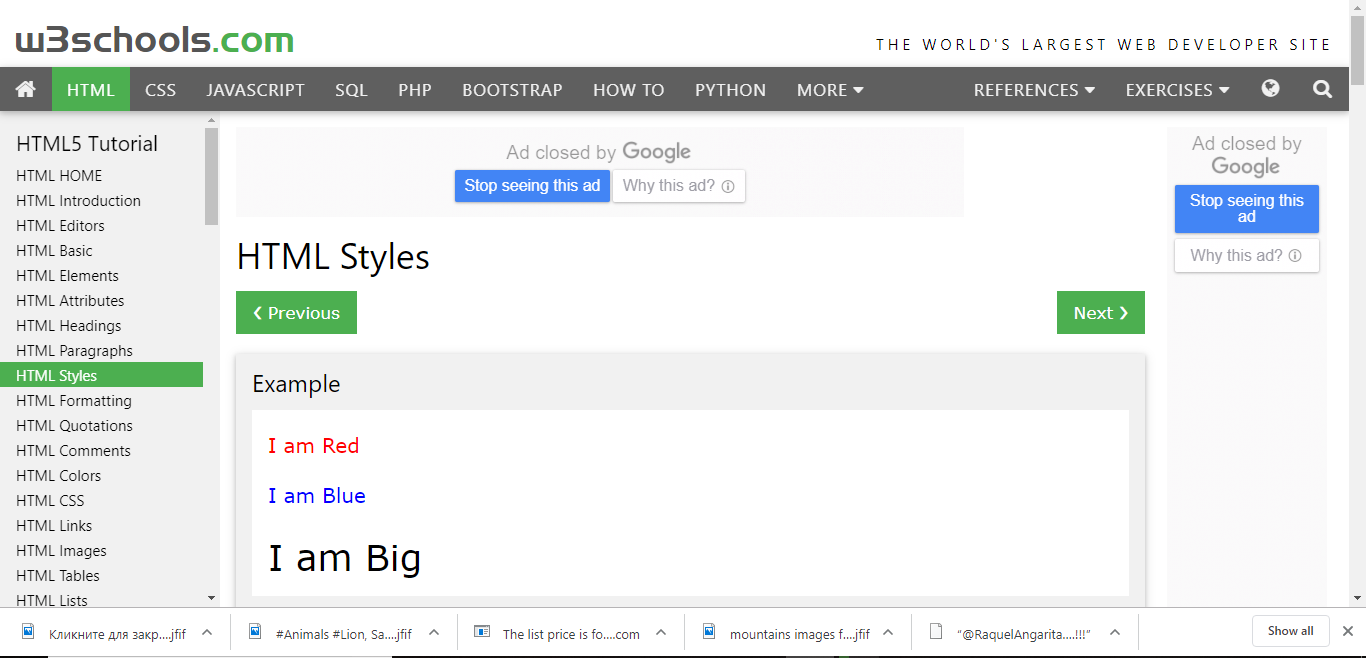 w3schools.com
THE WORLD'S LARGEST WEB DEVELOPER SITE
HTML CSS JAVASCRIPT SQL PHP BOOTSTRAP HOW TO PYTHON MORE REFERENCES EXERCISES
HTML5 Tutorial
HTML HOME
HTML Introduction
HTML Editors
HTML Basic
HTML Elements
HTML Attributes
HTML Headings
HTML Paragraphs
HTML Styles
HTML Formatting
HTML Quotations
HTML Comments
HTML Colors
HTML CSS
HTML Links
HTML Images
HTML Tables
HTML Lists
Ad closed by Google
Stop seeing this ad Why this ad?
HTML Styles
❮ Previous Next ❯
Example
I am Red
I am Blue
I am Big
Ad closed by
Google
Stop seeing this
ad
Why this ad?
Кликните для закр....jfif #Animals #Lion, Sa....jfif The list price is fo....com mountains images f....jfif “@RaquelAngarita....!!!” Show all